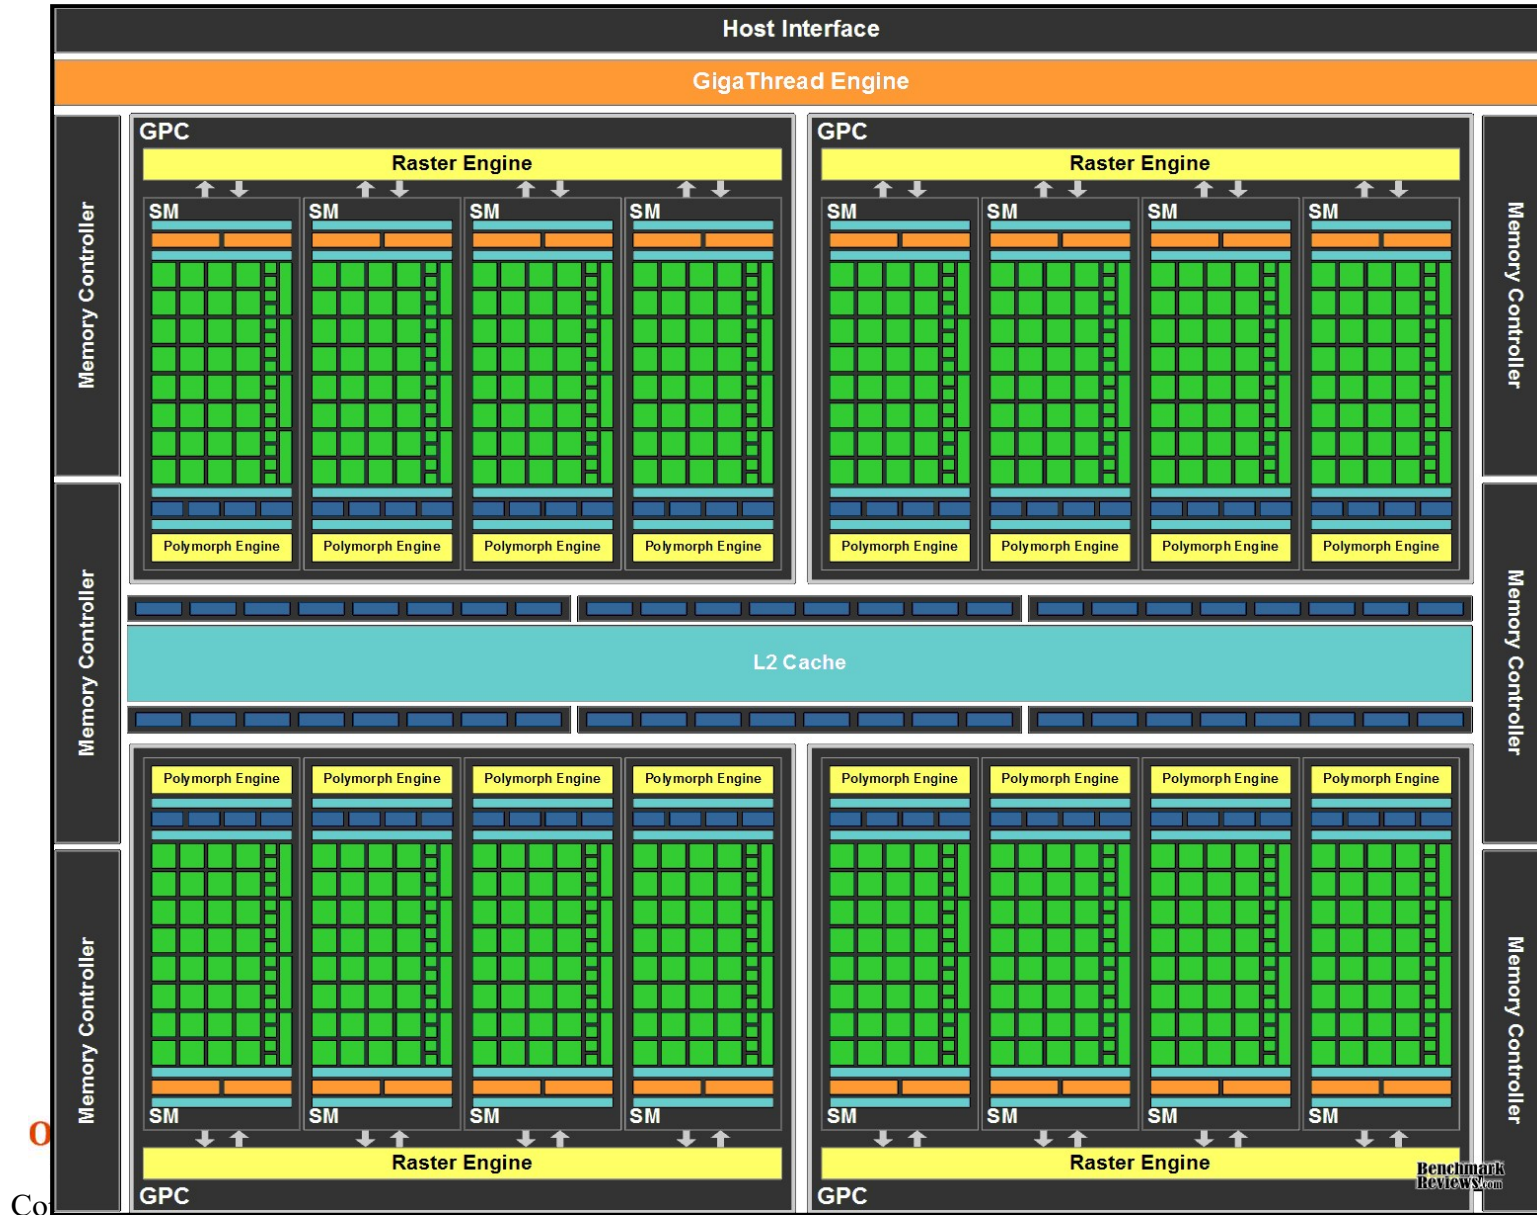 Host Interface
GigaThread Engine
GPC
GPC
Raster Engine
Raster Engine
SM SM SM SM
SM SM SM SM
Memory Controller
Memory Controller
Polymorph Engine Polymorph Engine Polymorph Engine Polymorph Engine
Polymorph Engine Polymorph Engine Polymorph Engine Polymorph Engine
Memory Controller
L2 Cache
Memory Controller
Polymorph Engine Polymorph Engine Polymorph Engine Polymorph Engine
Polymorph Engine Polymorph Engine Polymorph Engine Polymorph Engine
Memory Controller
Memory Controller
SM SM SM SM
SM SM SM SM
Raster Engine
Raster Engine
GPC
GPC
Benchmark
Reviews.com